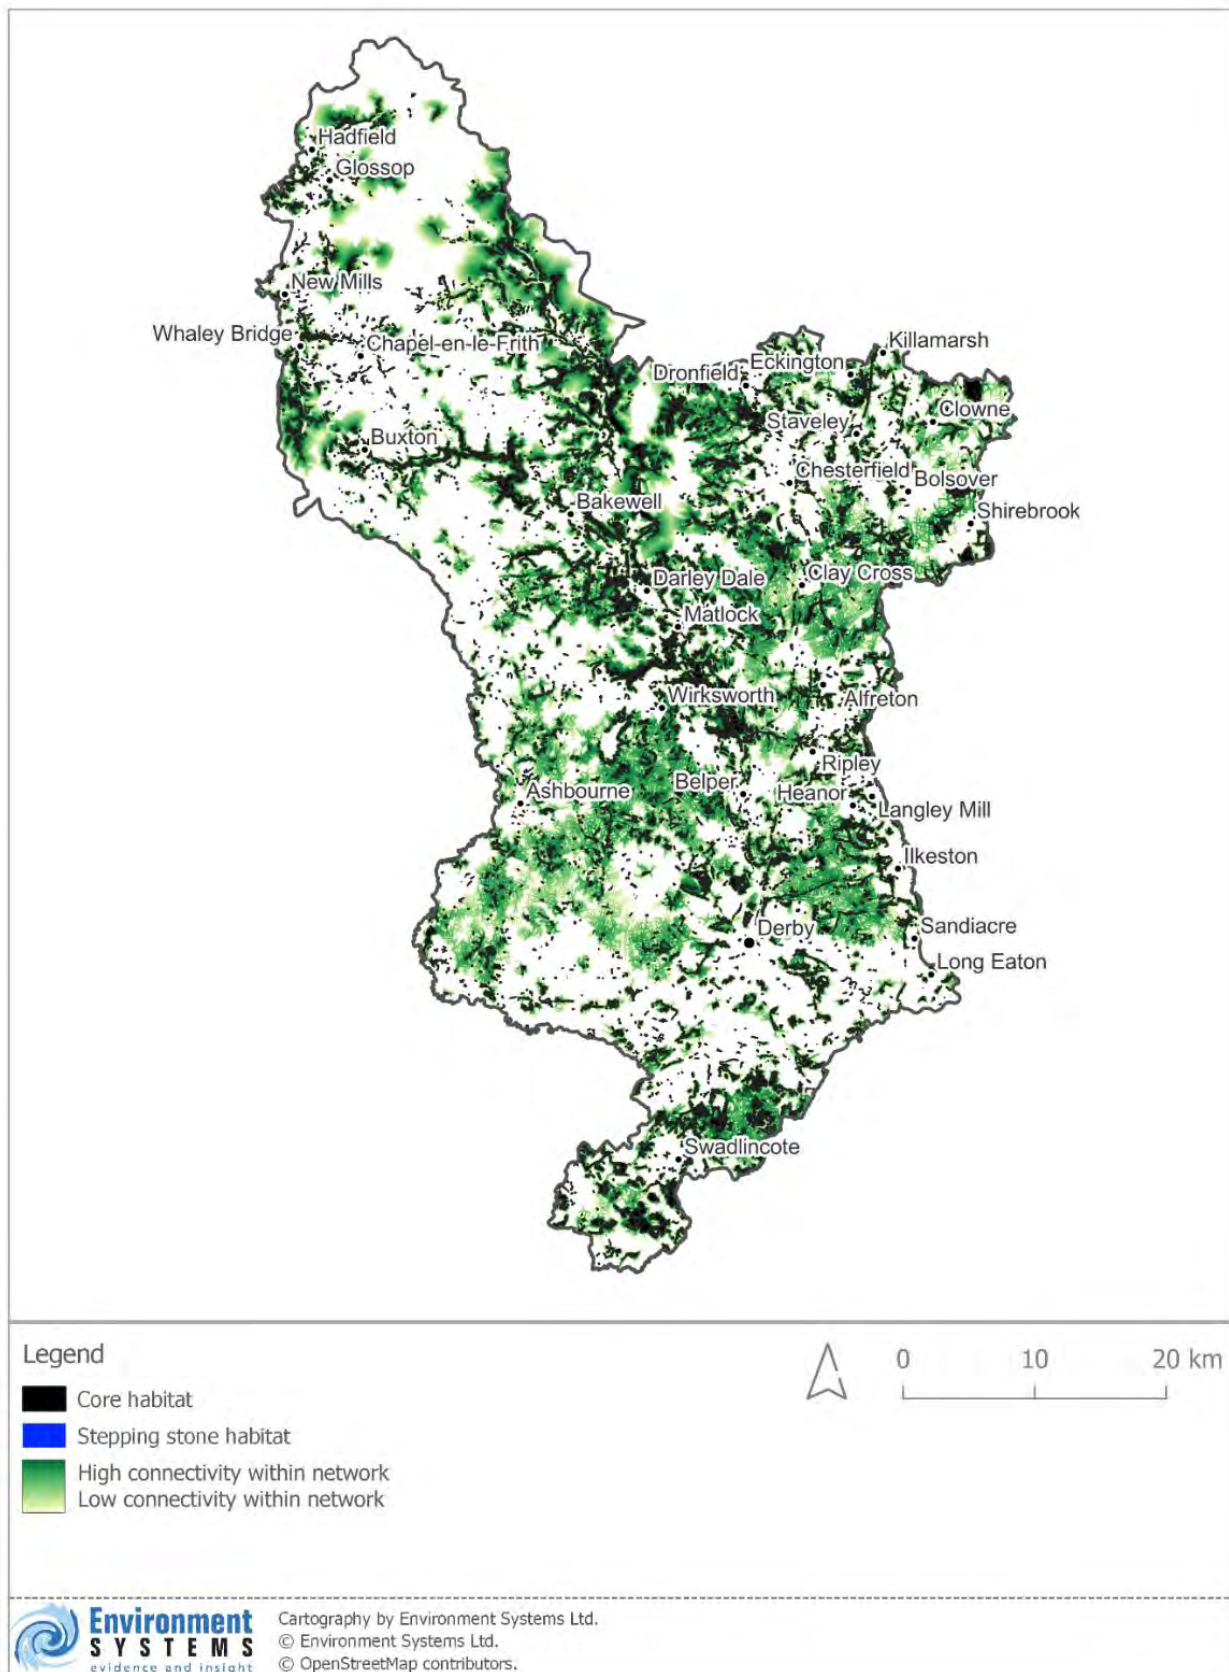 Hadfield
Glossop
New Mills
Whaley Bridge
Chapel-en-le-Frith
Killamarsh
Eckington
Dronfield
Clowne
Staveley
Buxton
Chesterfield
Bolsover
Bakewell
Shirebrook
Clay Cross
Darley Dale
Matlock
Wirksworth
Alfreton
Ripley
Belper
Heanor
Ashbourne
Langley Mill
Ilkeston
Derby
Sandiacre
Long Eaton
Swadlincote
Legend
0 10 20 km
Core habitat
Stepping stone habitat
High connectivity within network
Low connectivity within network
Environment
SYSTEMS
evidence and insight
Cartography by Environment Systems Ltd.
© Environment Systems Ltd.
© OpenStreetMap contributors.